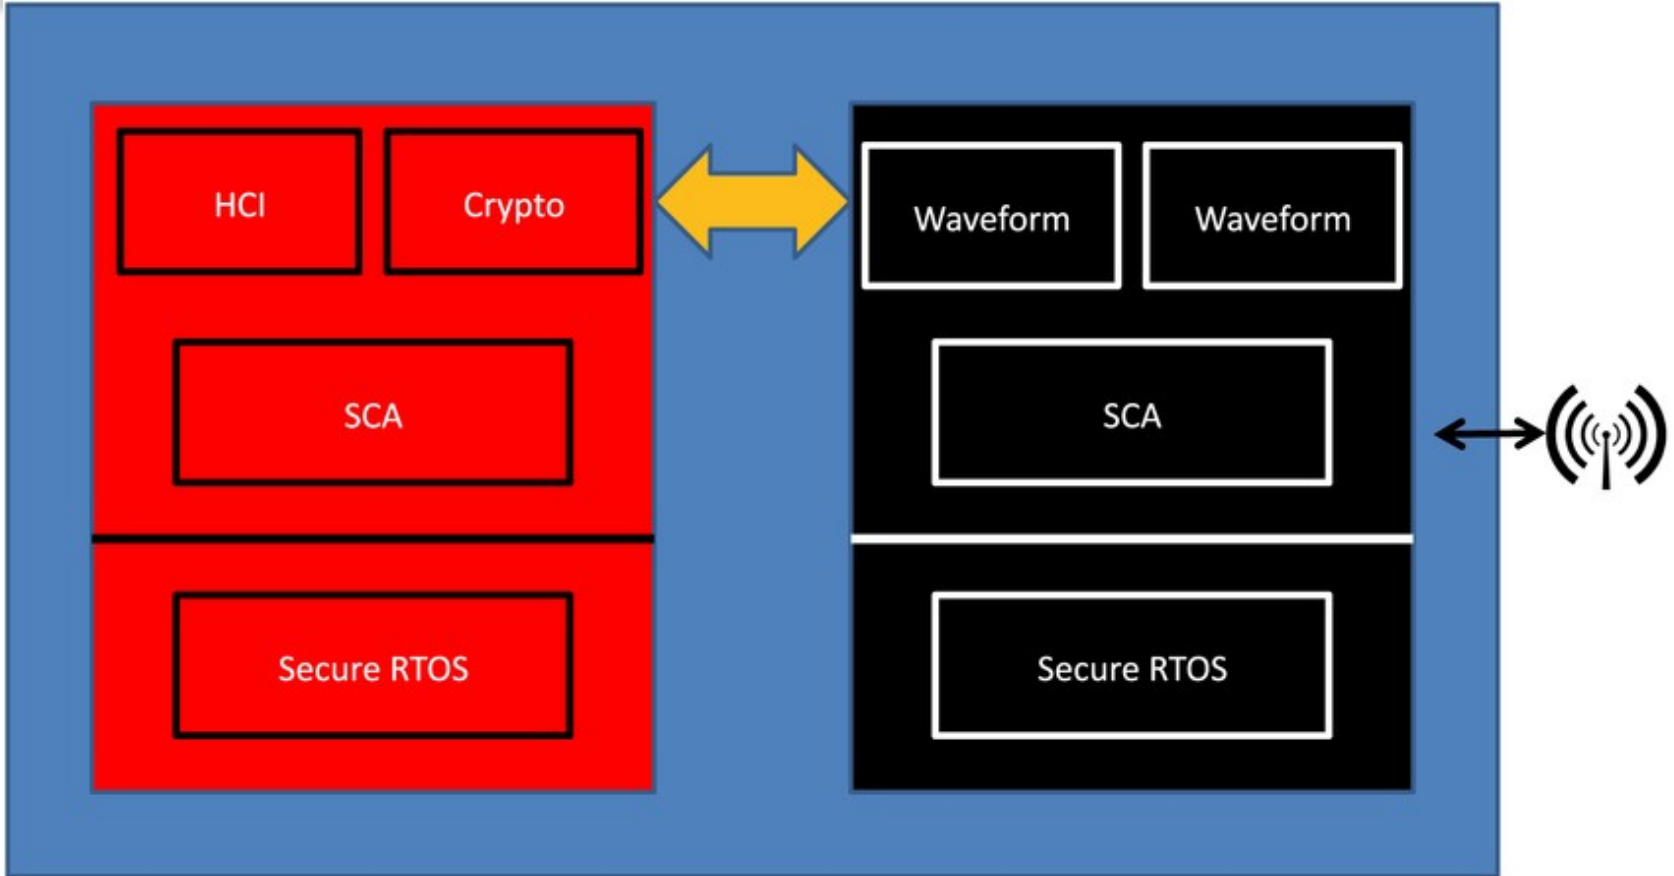 HCI
Crypto
SCA
Secure RTOS
Waveform
Waveform
SCA
Secure RTOS